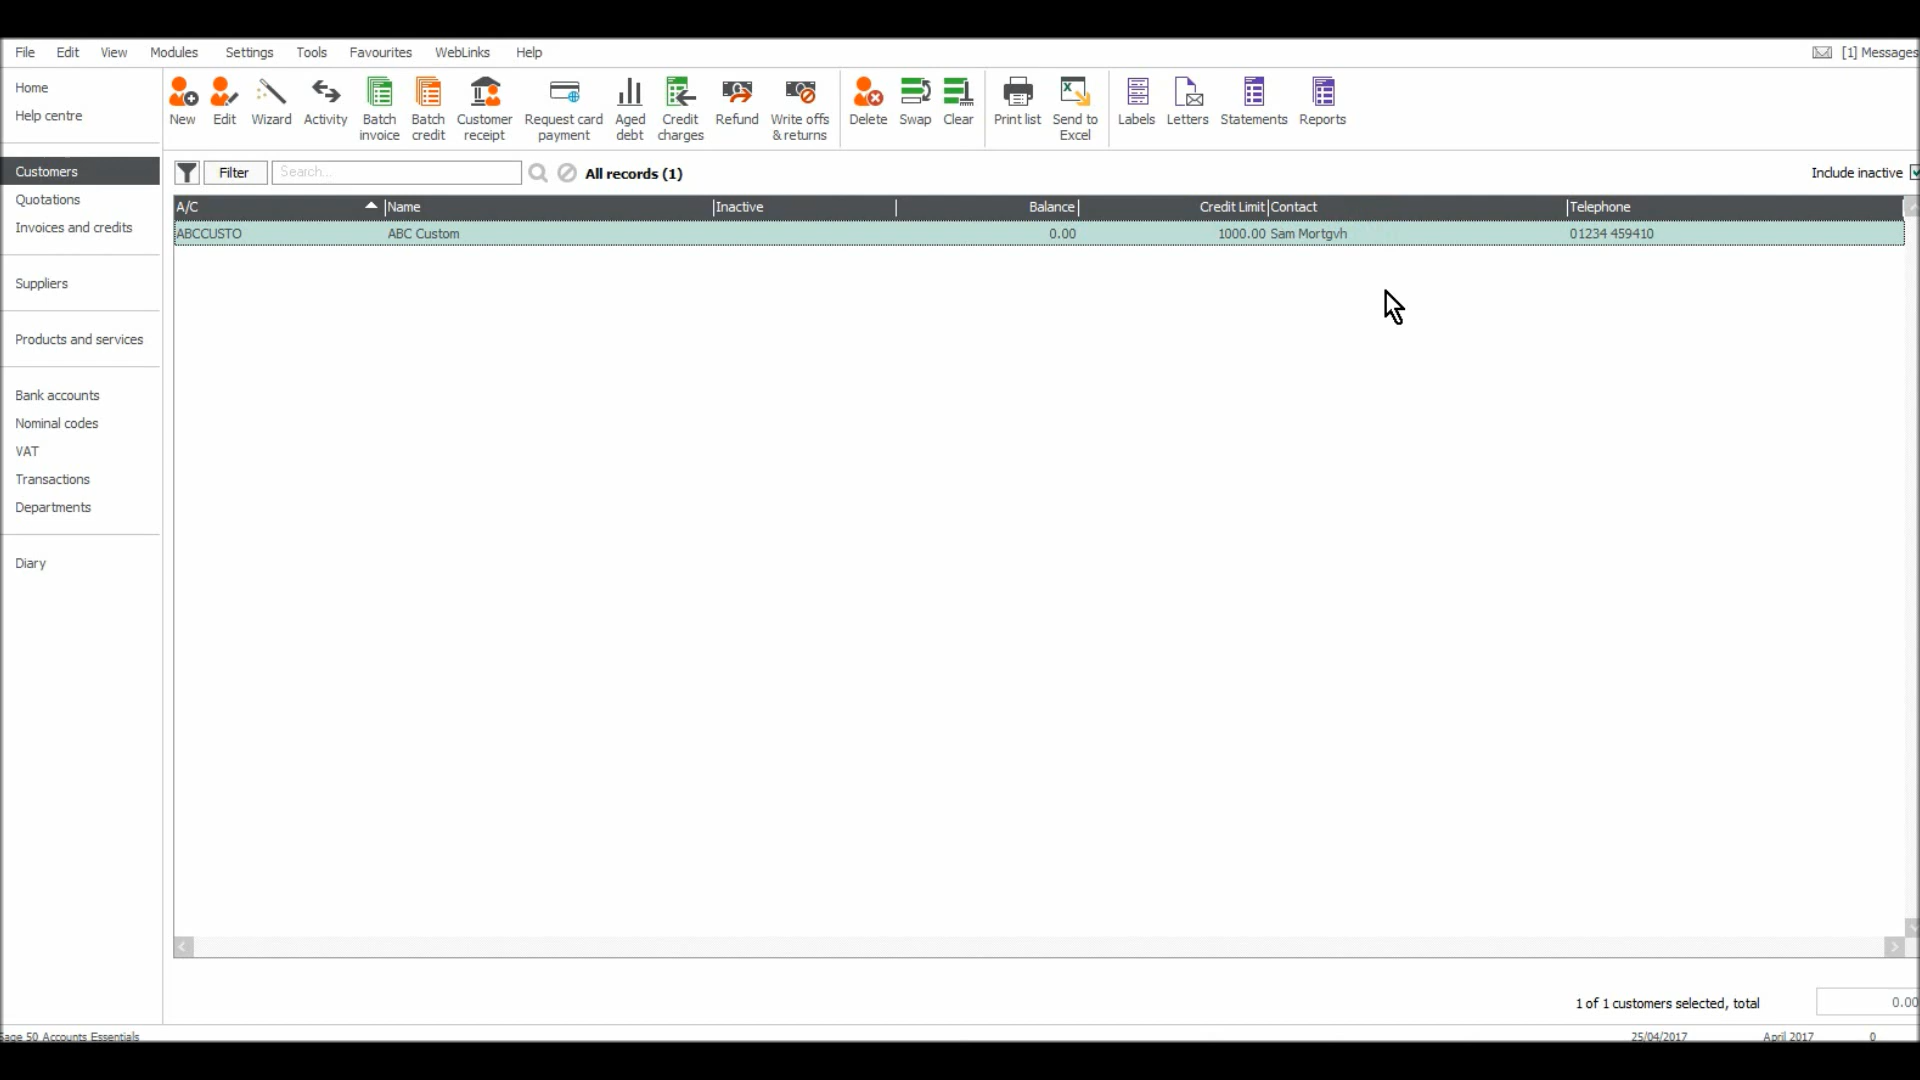 File Edit View Modules Settings Tools Favourites WebLinks Help [1] Messages
Home
Help centre
Customers
Quotations
Invoices and credits
Suppliers
Products and services
Bank accounts
Nominal codes
VAT
Transactions
Departments
Diary
New Edit Wizard Activity Batch invoice Batch credit Customer receipt Request card payment Aged debt Credit charges Refund Write offs & returns Delete Swap Clear Print list Send to Excel Labels Letters Statements Reports
Filter Search... All records (1) Include inactive
A/C Name Inactive Balance Credit Limit Contact Telephone
ABCCUSTO ABC Custom 0.00 1000.00 Sam Mortgvh 01234 459410
1 of 1 customers selected, total 0.00
Sage 50 Accounts Essentials 25/04/2017 April 2017 0